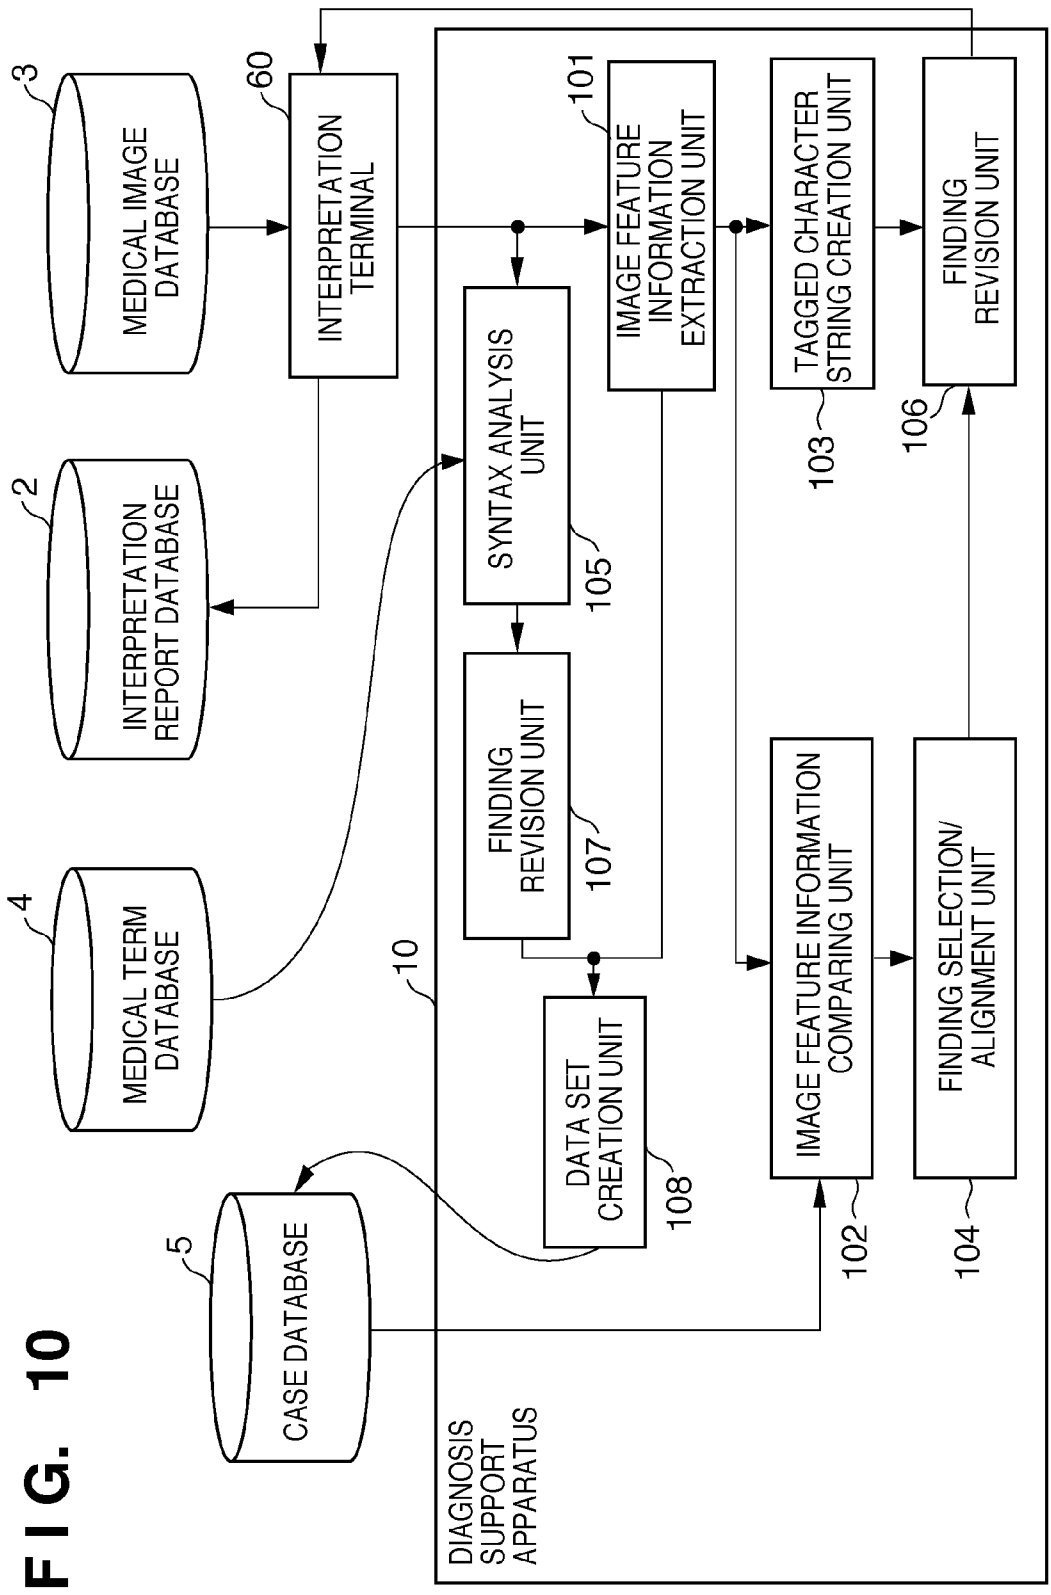 FIG. 10
5
CASE DATABASE
4
MEDICAL TERM
DATABASE
2
INTERPRETATION
REPORT DATABASE
3
MEDICAL IMAGE
DATABASE
60
INTERPRETATION
TERMINAL
DIAGNOSIS
SUPPORT
APPARATUS
10
FINDING
REVISION UNIT
107
SYNTAX ANALYSIS
UNIT
105
DATA SET
CREATION UNIT
108
101
IMAGE FEATURE
INFORMATION
EXTRACTION UNIT
IMAGE FEATURE INFORMATION
COMPARING UNIT
102
TAGGED CHARACTER
STRING CREATION UNIT
103
FINDING SELECTION/
ALIGNMENT UNIT
104
FINDING
REVISION UNIT
106